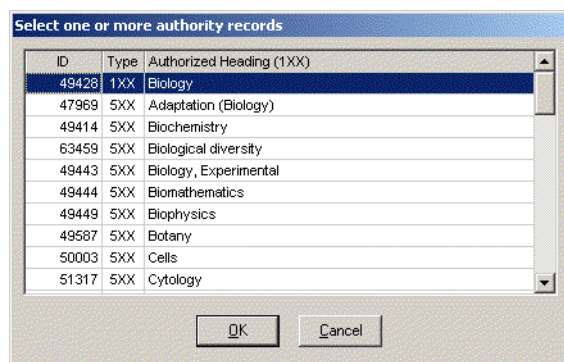 Select one or more authority records
ID Type Authorized Heading (1XX)
49428 1XX Biology
47969 5XX Adaptation (Biology)
49414 5XX Biochemistry
63459 5XX Biological diversity
49443 5XX Biology, Experimental
49444 5XX Biomathematics
49449 5XX Biophysics
49587 5XX Botany
50003 5XX Cells
51317 5XX Cytology
OK Cancel